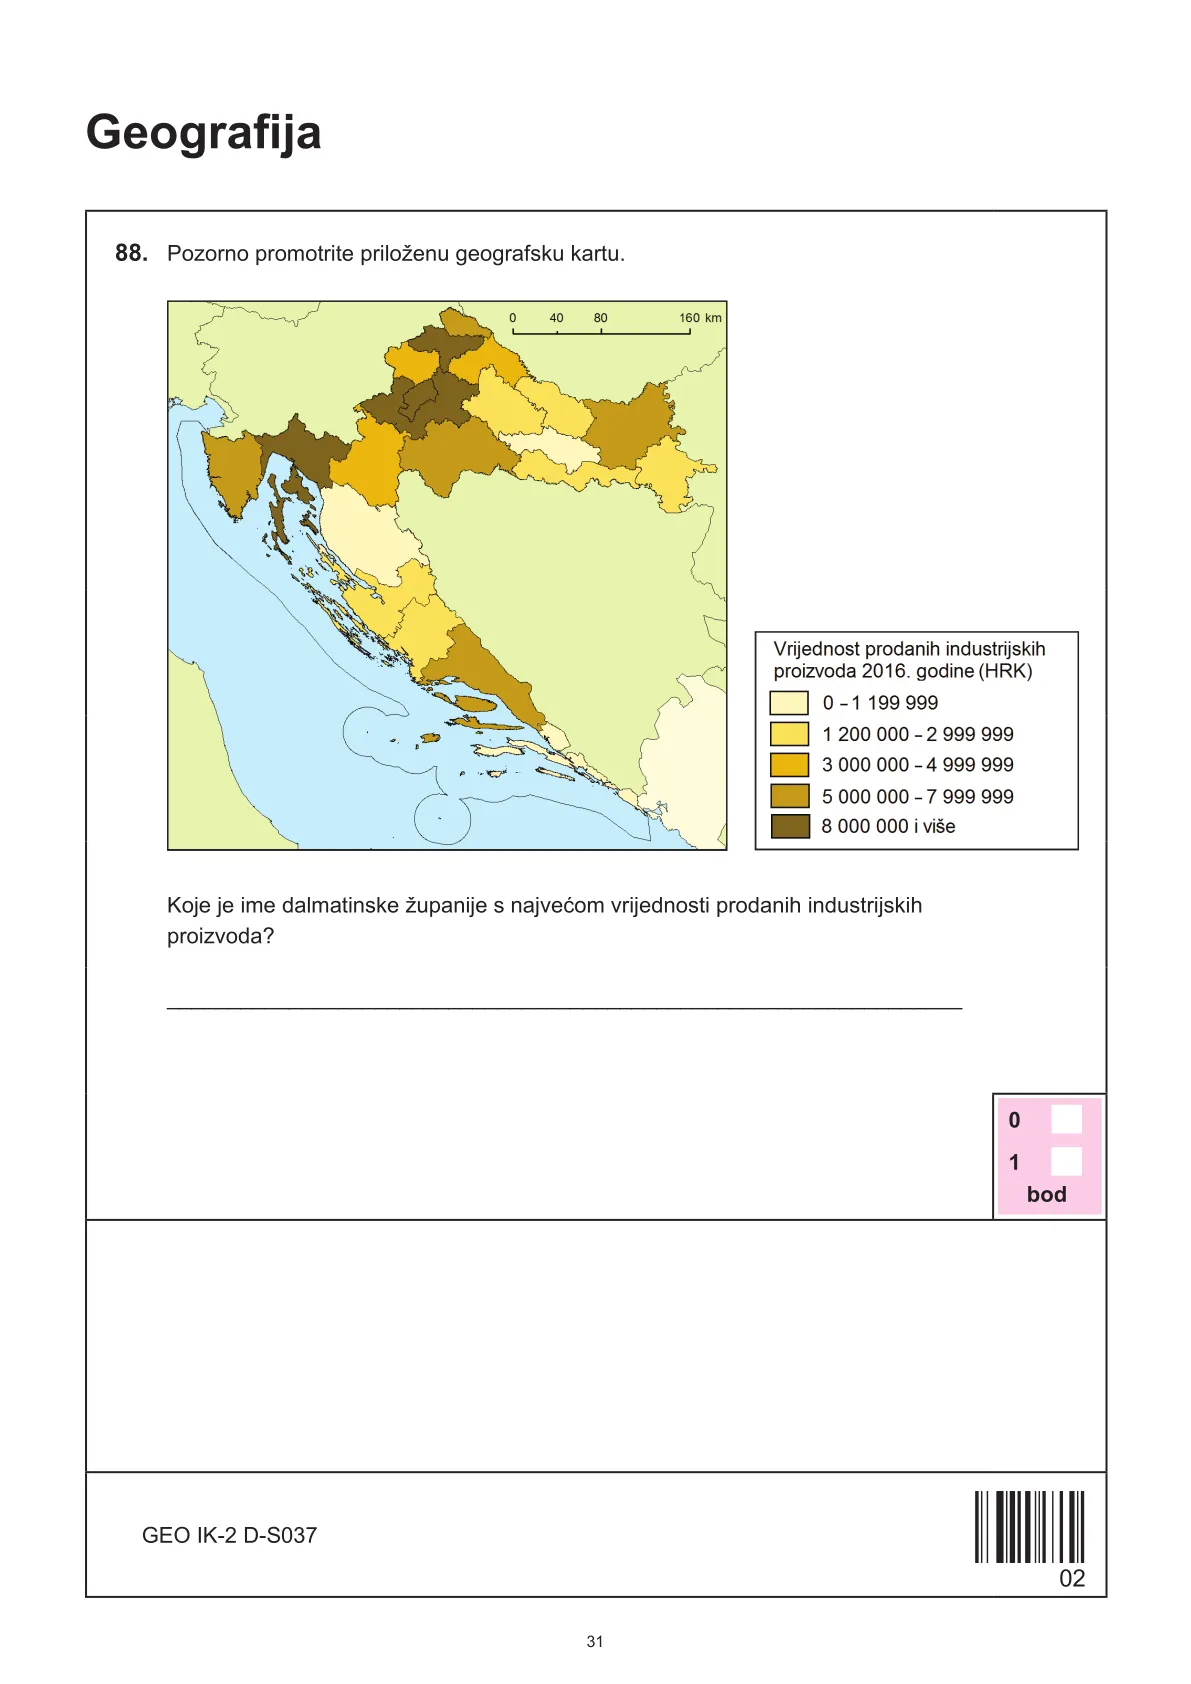 Geografija
88. Pozorno promotrite priloženu geografsku kartu.
0 40 80 160 km
Vrijednost prodanih industrijskih
proizvoda 2016. godine (HRK)
0 – 1 199 999
1 200 000 – 2 999 999
3 000 000 – 4 999 999
5 000 000 – 7 999 999
8 000 000 i više
Koje je ime dalmatinske županije s najvećom vrijednosti prodanih industrijskih
proizvoda?
0
1
bod
GEO IK-2 D-S037
02
31